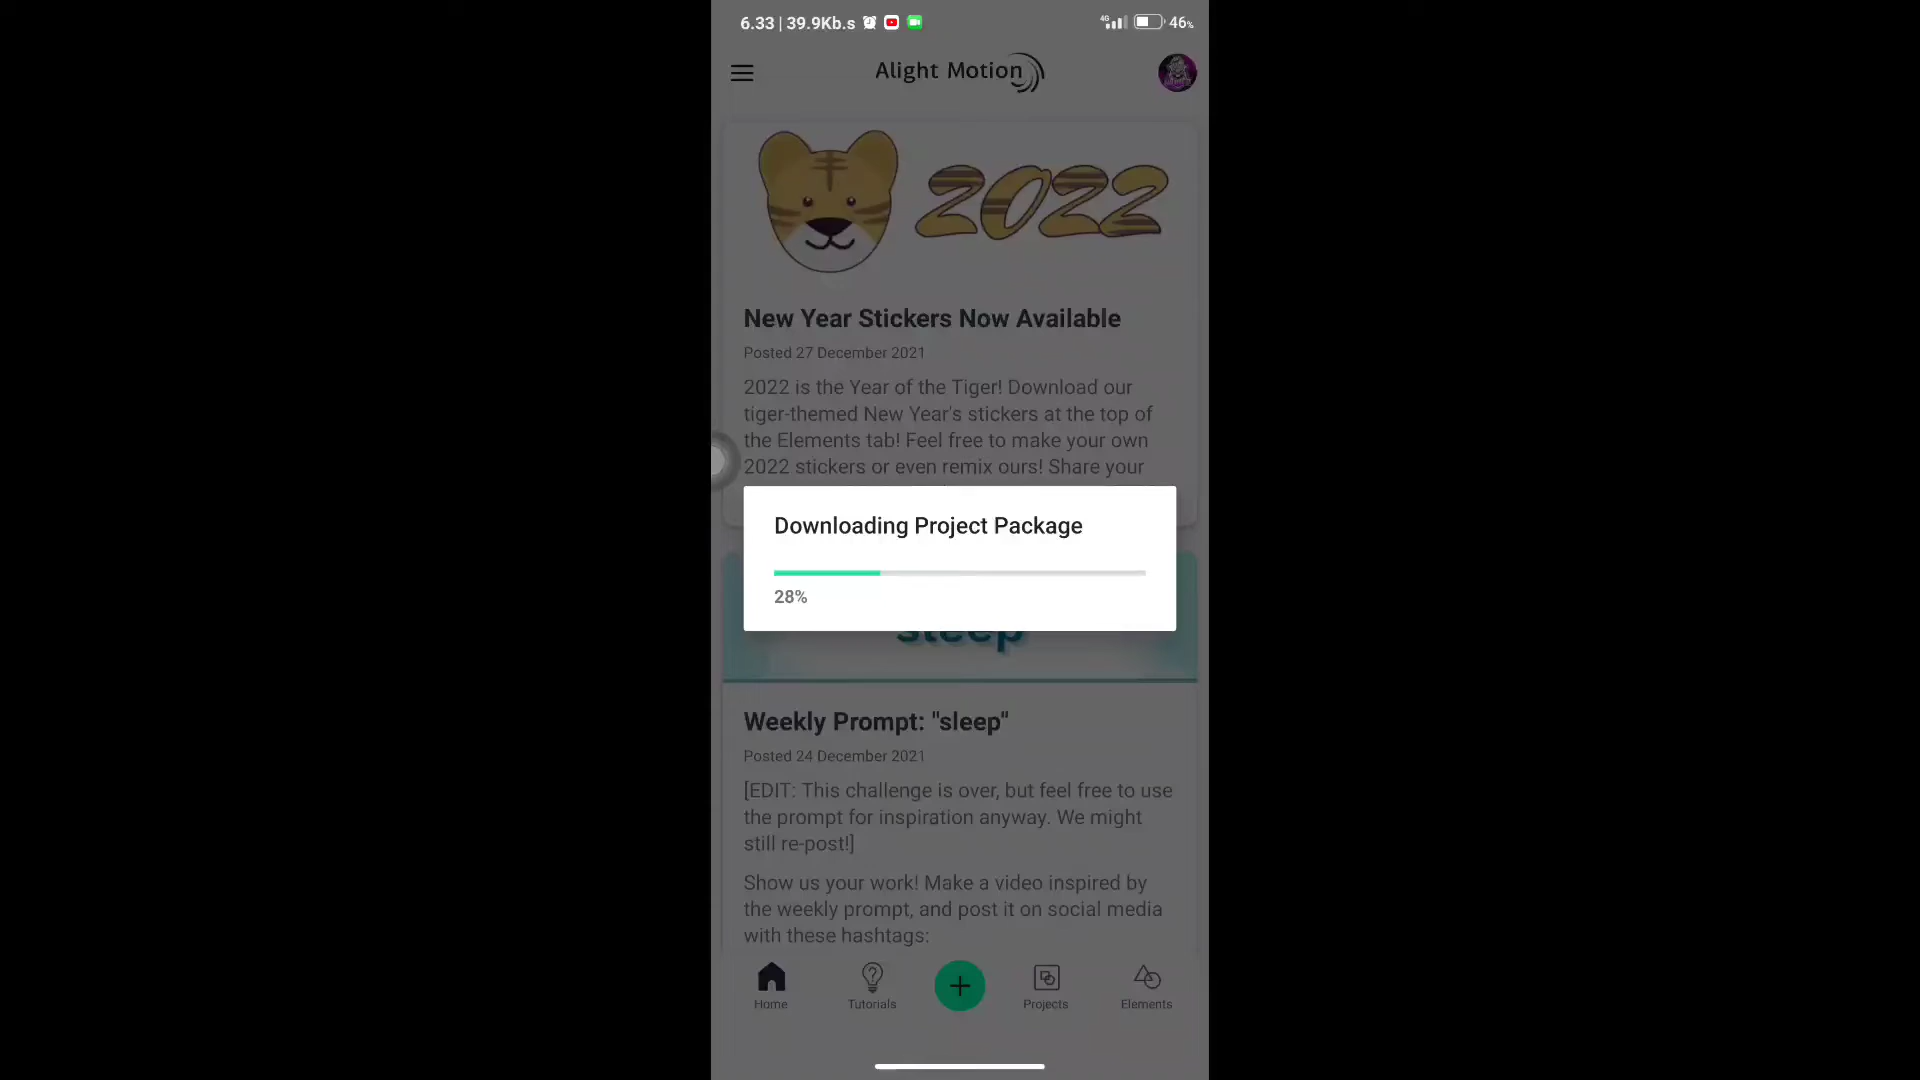 6.33 | 39.9Kb.s
4G
46%
Alight Motion
2022
New Year Stickers Now Available
Posted 27 December 2021
2022 is the Year of the Tiger! Download our
tiger-themed New Year's stickers at the top of
the Elements tab! Feel free to make your own
2022 stickers or even remix ours! Share your
Downloading Project Package
28%
sleep
Weekly Prompt: "sleep"
Posted 24 December 2021
[EDIT: This challenge is over, but feel free to use
the prompt for inspiration anyway. We might
still re-post!]
Show us your work! Make a video inspired by
the weekly prompt, and post it on social media
with these hashtags:
Home
Tutorials
Projects
Elements